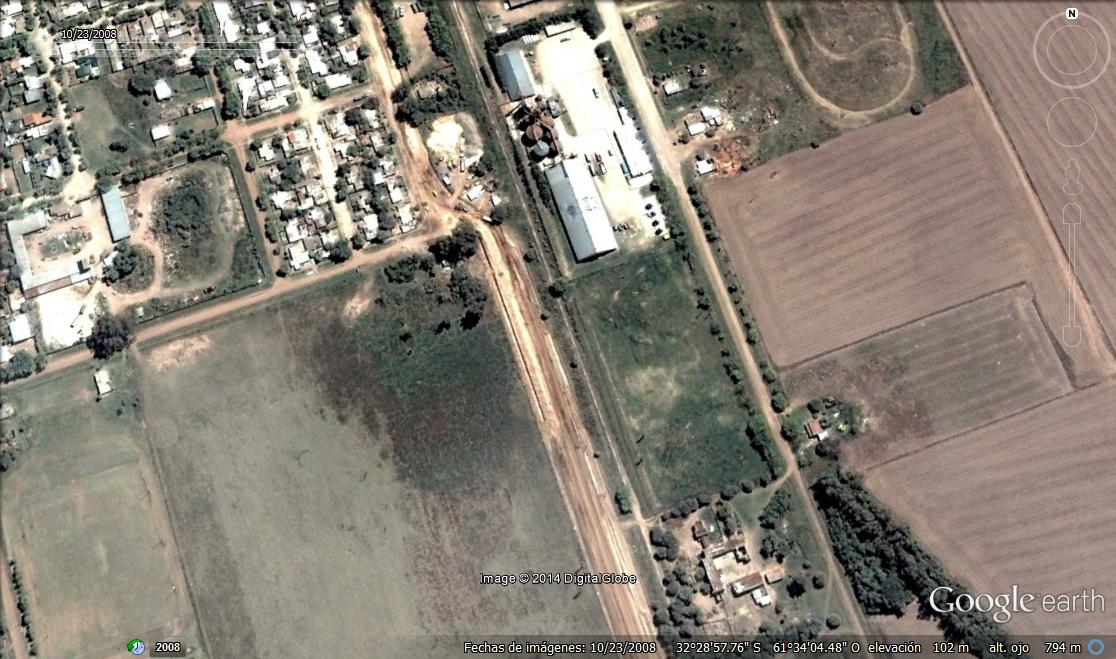 10/23/2008
N
Image © 2014 DigitalGlobe
Google earth
2008
Fechas de imágenes: 10/23/2008 32°28'57.76" S 61°34'04.48" O elevación 102 m alt. ojo 794 m